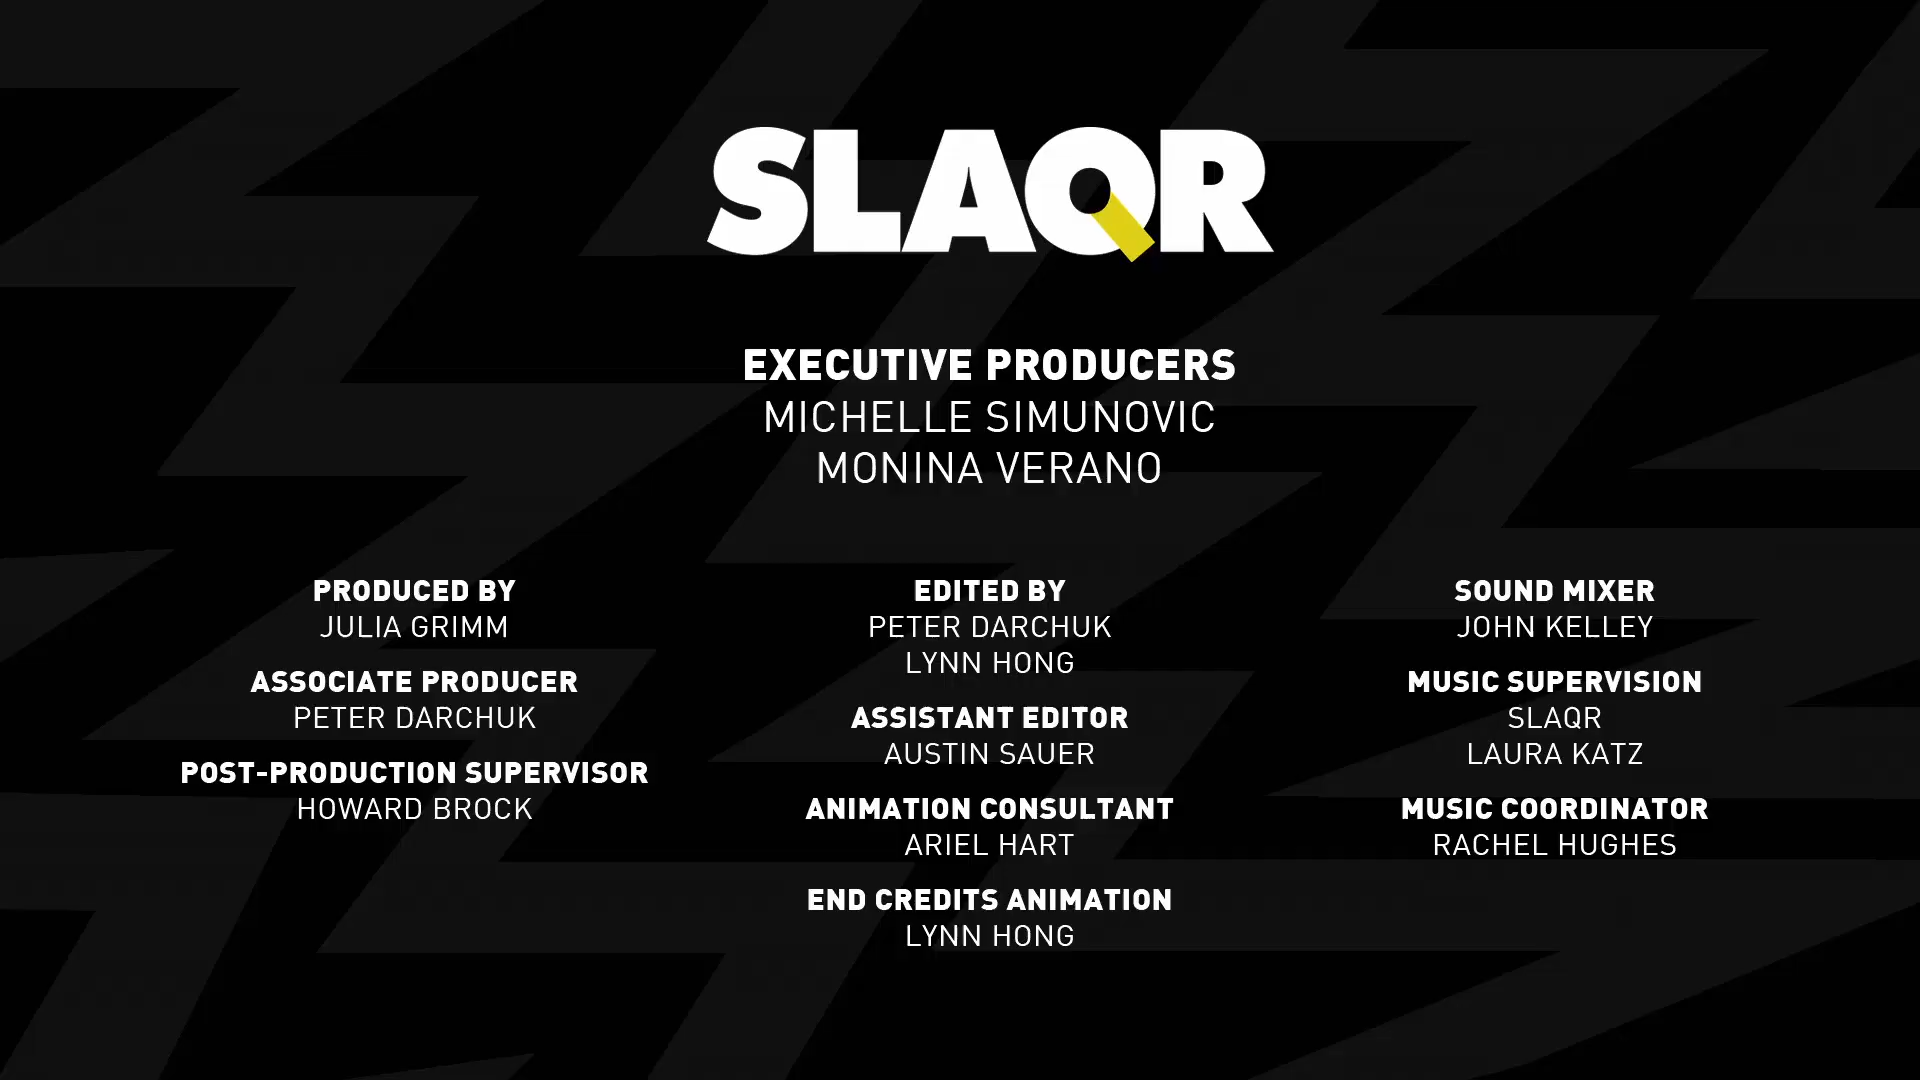 SLAQR
EXECUTIVE PRODUCERS
MICHELLE SIMUNOVIC
MONINA VERANO
PRODUCED BY
JULIA GRIMM
ASSOCIATE PRODUCER
PETER DARCHUK
POST-PRODUCTION SUPERVISOR
HOWARD BROCK
EDITED BY
PETER DARCHUK
LYNN HONG
ASSISTANT EDITOR
AUSTIN SAUER
ANIMATION CONSULTANT
ARIEL HART
END CREDITS ANIMATION
LYNN HONG
SOUND MIXER
JOHN KELLEY
MUSIC SUPERVISION
SLAQR
LAURA KATZ
MUSIC COORDINATOR
RACHEL HUGHES